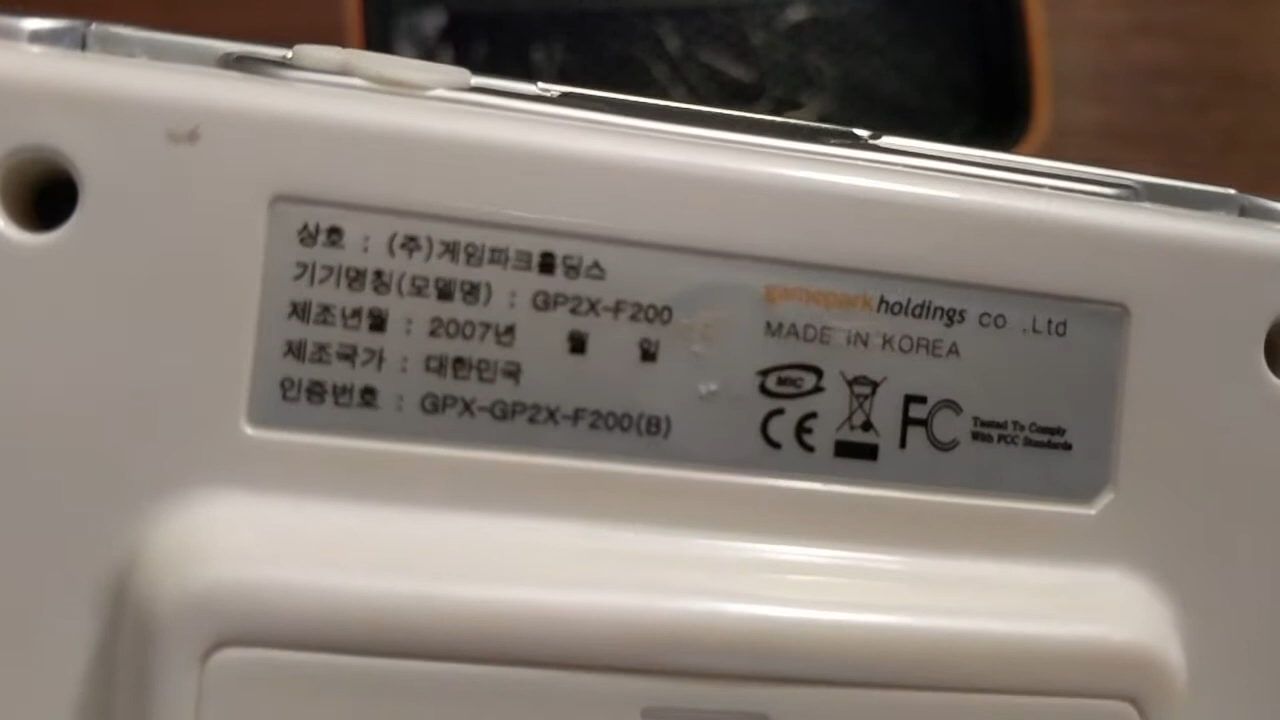 상호 : (주)게임파크홀딩스
기기명칭(모델명) : GP2X-F200
제조년월 : 2007년 월 일
제조국가 : 대한민국
인증번호 : GPX-GP2X-F200(B)
gameparkholdings co .,Ltd
MADE IN KOREA
MIC
CE FC Tested To Comply
With FCC Standards